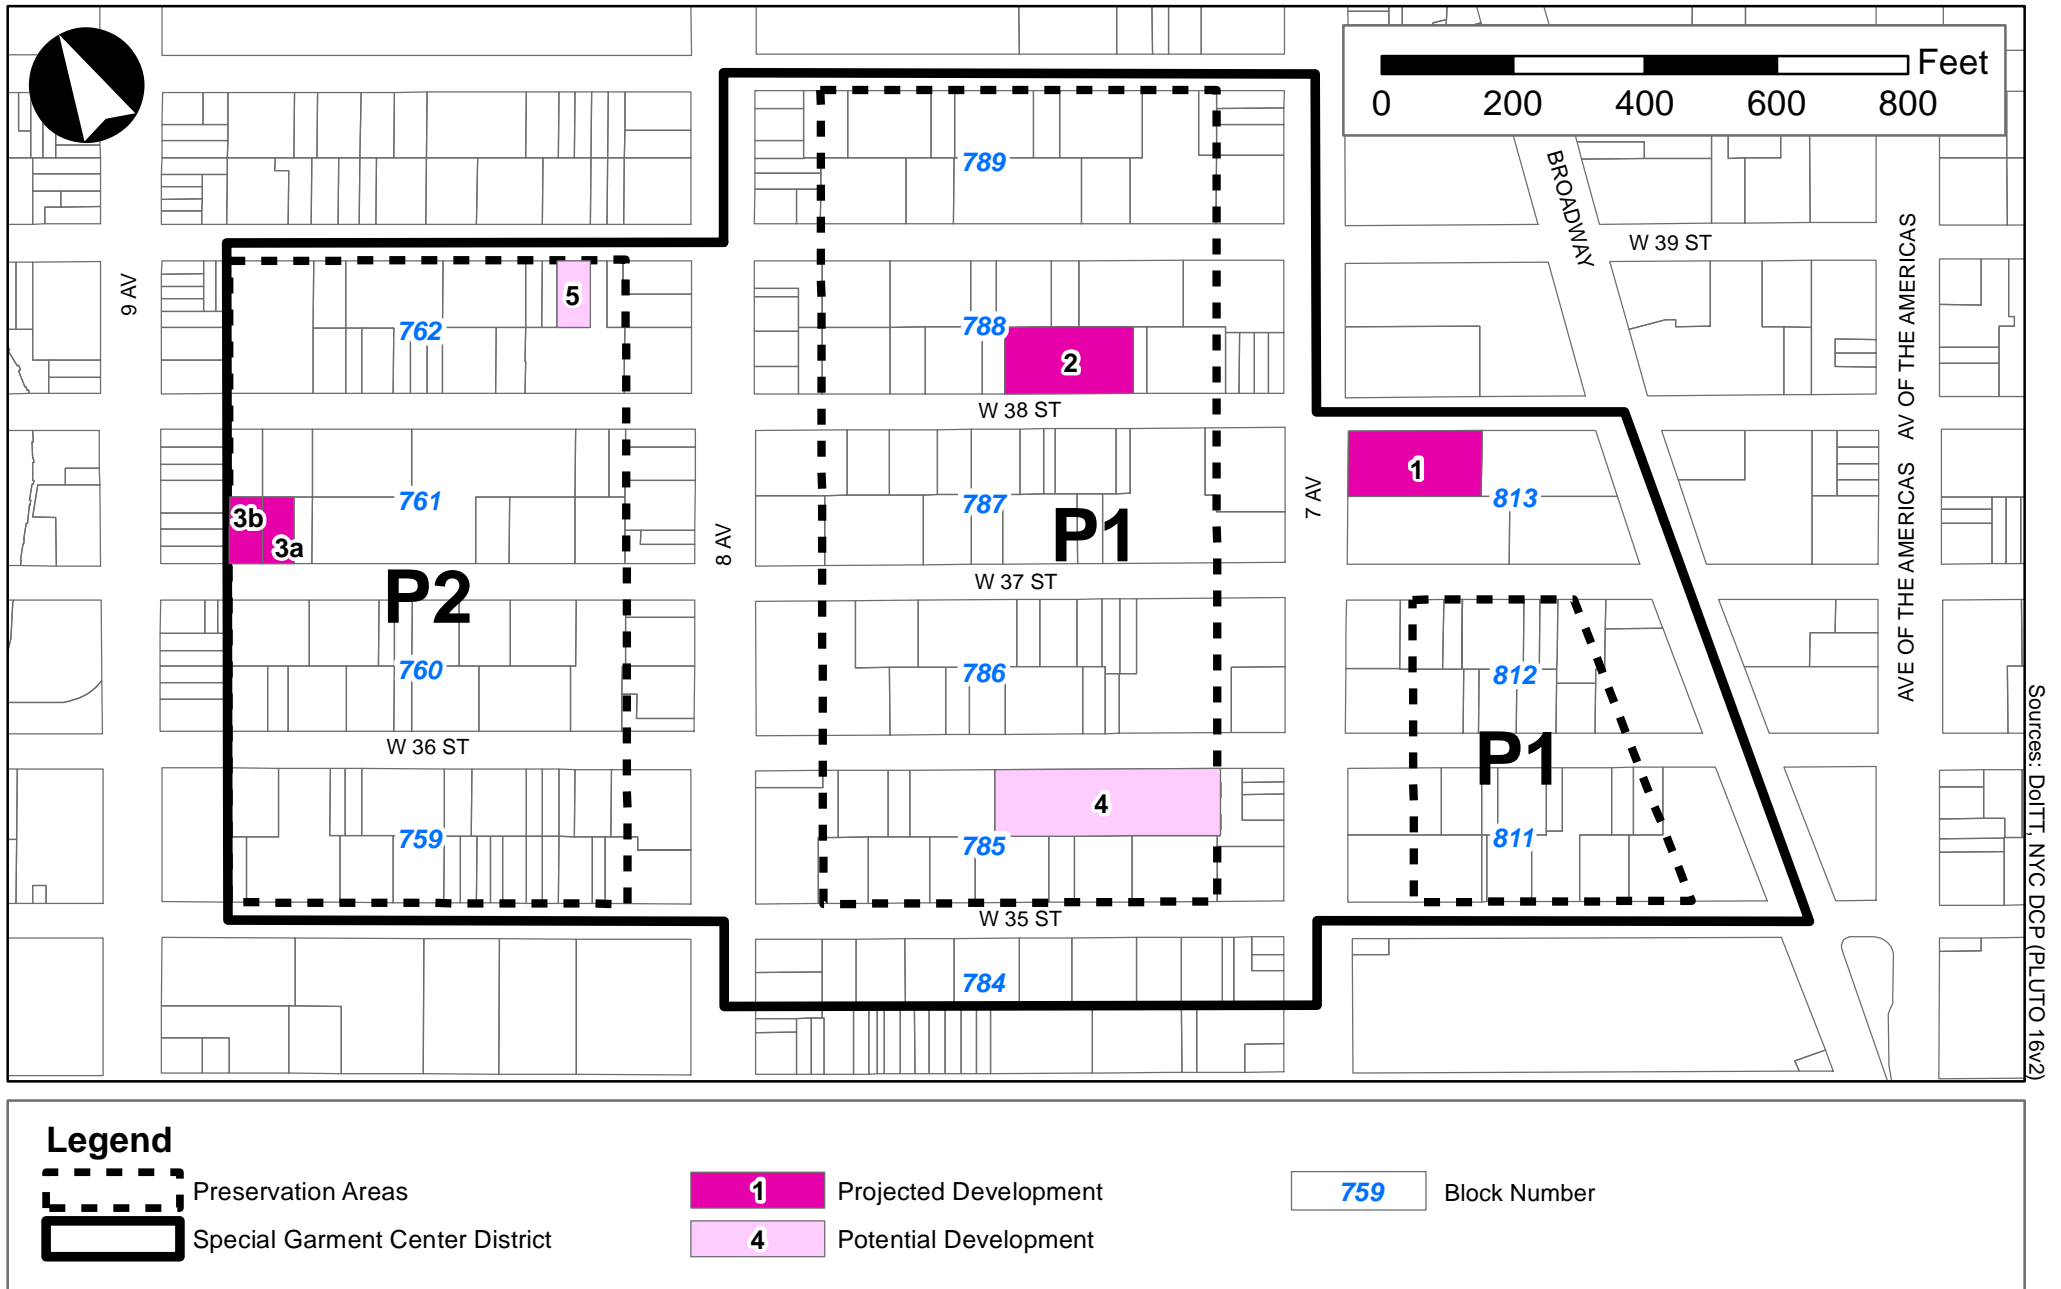 Feet
0 200 400 600 800
BROADWAY
789
W 39 ST
AV OF THE AMERICAS
9 AV
5
762
788
2
W 38 ST
1
813
761
787
P1
7 AV
3b
3a
8 AV
AVE OF THE AMERICAS
W 37 ST
P2
760
786
812
W 36 ST
P1
4
759
785
811
W 35 ST
784
Sources: DoITT, NYC DCP (PLUTO 16v2)
Legend
Preservation Areas
Special Garment Center District
1 Projected Development
4 Potential Development
759 Block Number